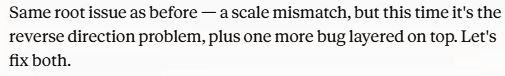 Same root issue as before — a scale mismatch, but this time it's the
reverse direction problem, plus one more bug layered on top. Let's
fix both.